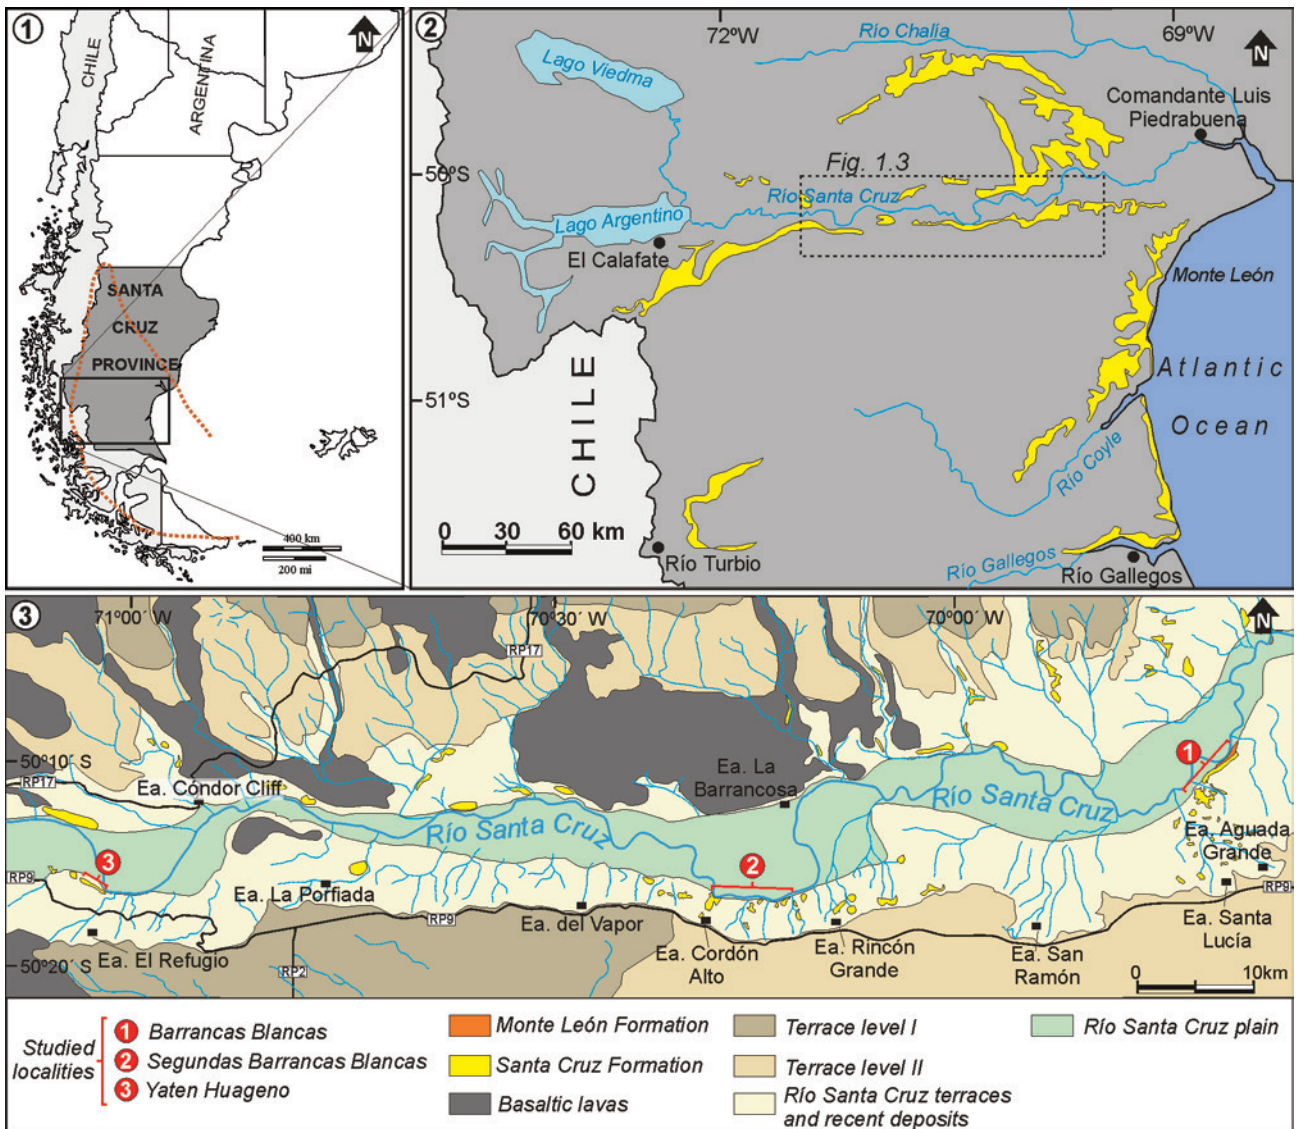 1
N
CHILE
ARGENTINA
SANTA
CRUZ
PROVINCE
400 km
200 mi
2
72ºW
69ºW
N
Río Chalía
Lago Viedma
Comandante Luis
Piedrabuena
50ºS
Fig. 1.3
Río Santa Cruz
Lago Argentino
El Calafate
Monte León
CHILE
Atlantic
Ocean
51ºS
Río Coyle
0 30 60 km
Río Turbio
Río Gallegos
Río Gallegos
3
71º00´ W
70º30´ W
70º00´ W
N
RP17
50º10´ S
RP17
Ea. Cóndor Cliff
Ea. La
Barrancosa
1
Río Santa Cruz
Río Santa Cruz
Ea. Aguada
Grande
3
2
RP9
Ea. La Porfiada
RP9
RP9
Ea. del Vapor
Ea. Santa
Lucía
Ea. El Refugio
Ea. Cordón
Alto
Ea. Rincón
Grande
Ea. San
Ramón
50º20´ S
RP2
0 10km
Studied
localities
1 Barrancas Blancas
2 Segundas Barrancas Blancas
3 Yaten Huageno
Monte León Formation
Santa Cruz Formation
Basaltic lavas
Terrace level I
Terrace level II
Río Santa Cruz terraces
and recent deposits
Río Santa Cruz plain